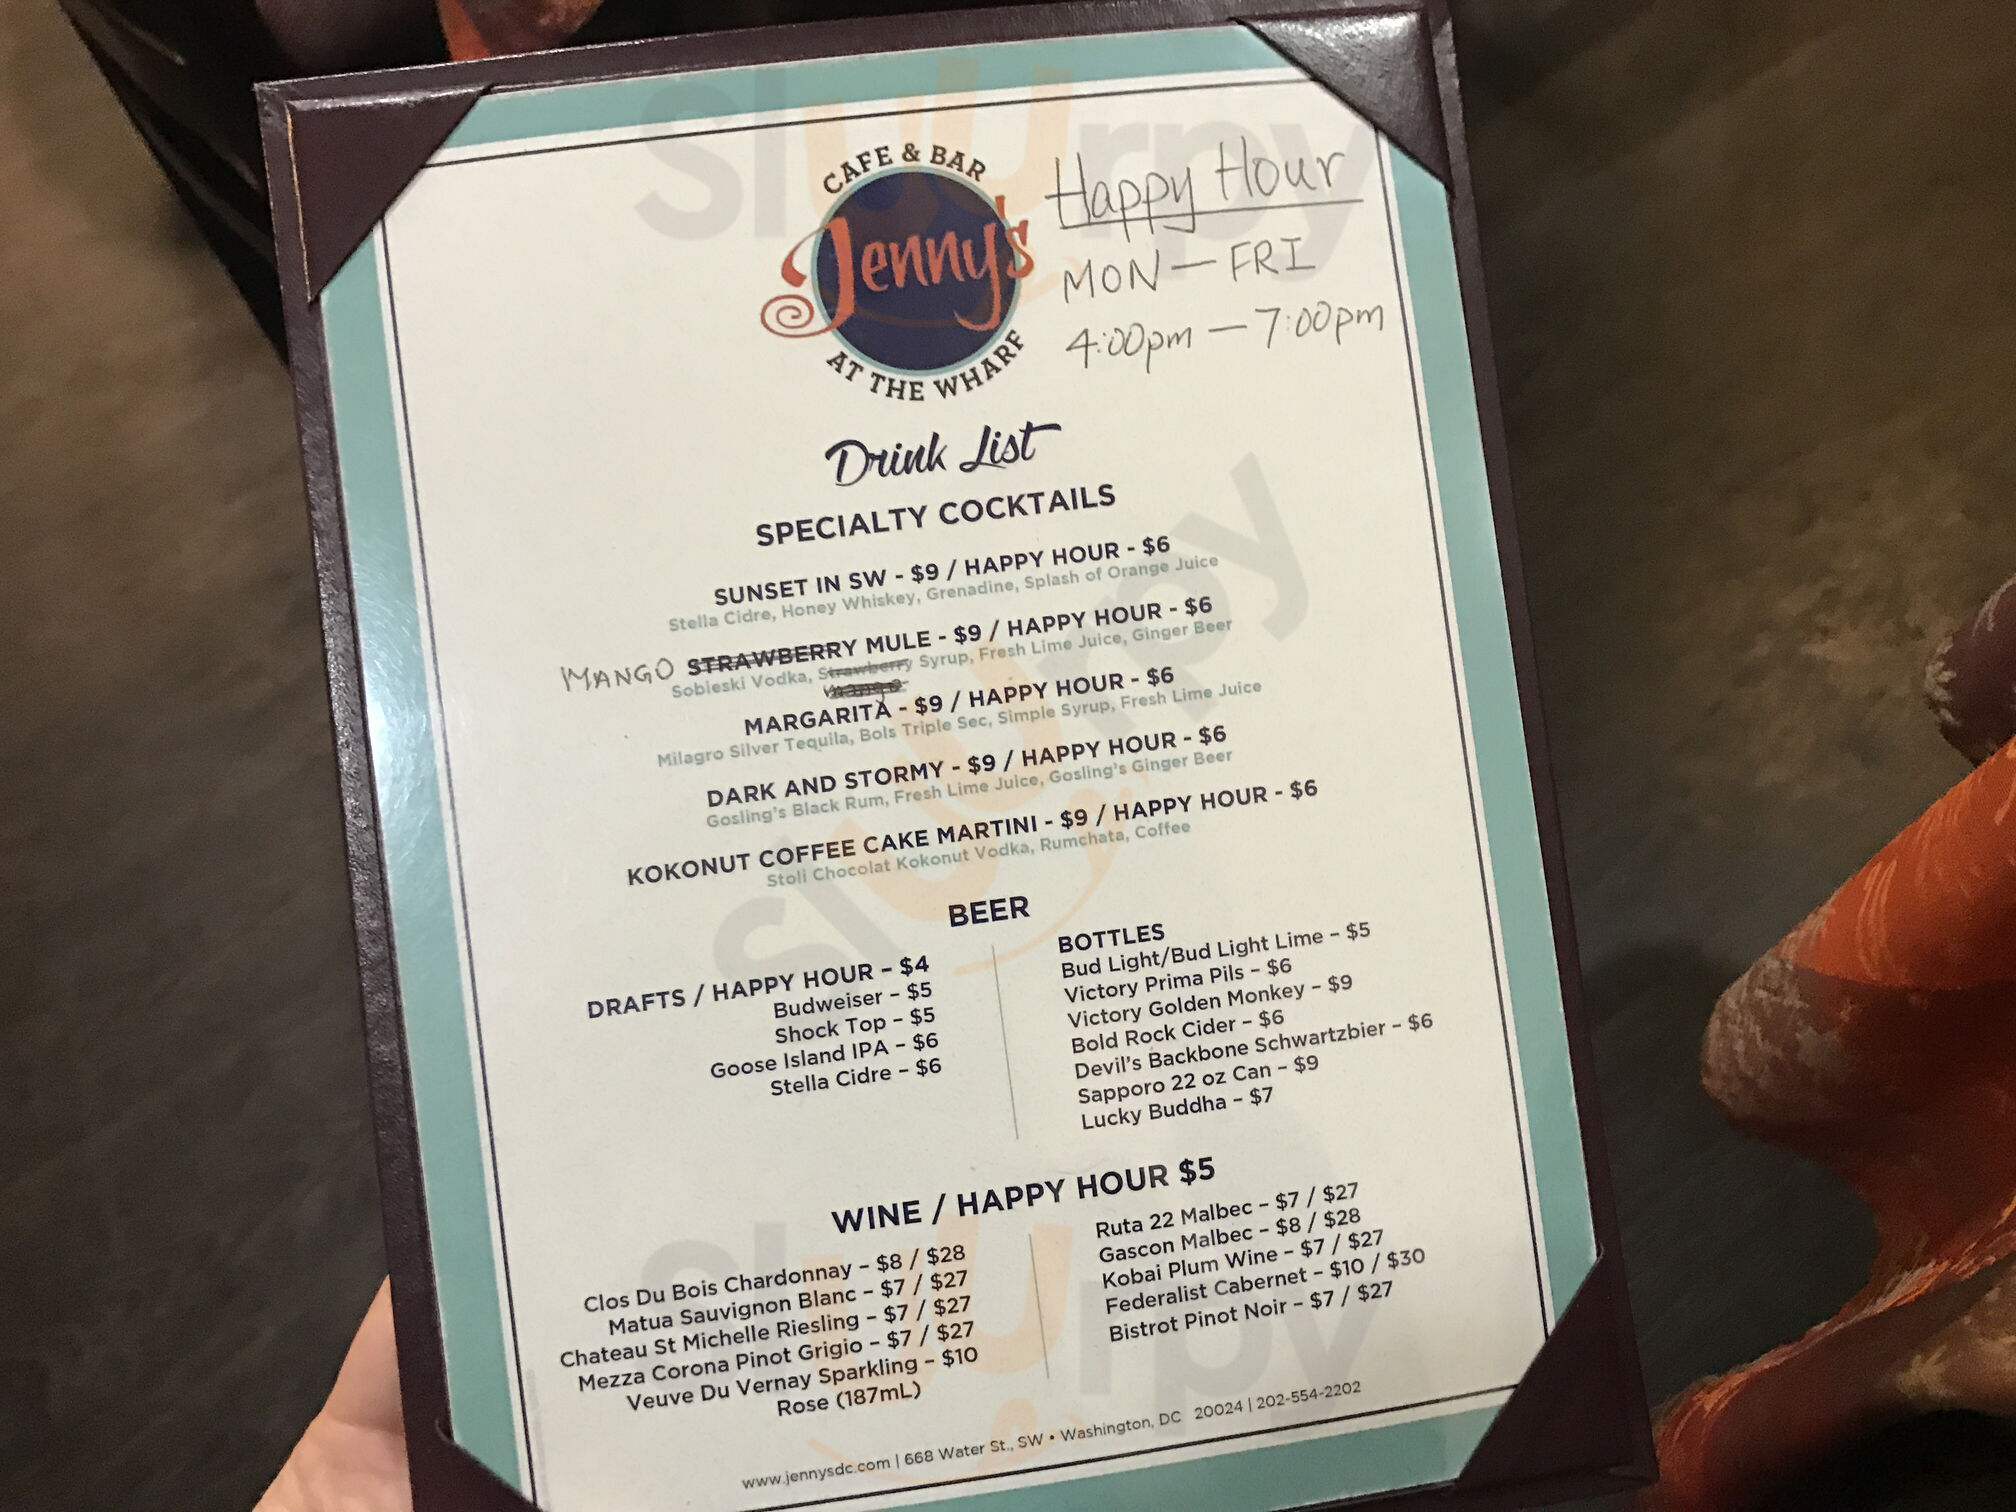 CAFE & BAR
Jenny's
AT THE WHARF
Happy Hour
MON — FRI
4:00pm — 7:00pm
Drink List
SPECIALTY COCKTAILS
SUNSET IN SW - $9 / HAPPY HOUR - $6
Stella Cidre, Honey Whiskey, Grenadine, Splash of Orange Juice
MANGO STRAWBERRY MULE - $9 / HAPPY HOUR - $6
Sobieski Vodka, Strawberry Syrup, Fresh Lime Juice, Ginger Beer
mango
MARGARITA - $9 / HAPPY HOUR - $6
Milagro Silver Tequila, Bols Triple Sec, Simple Syrup, Fresh Lime Juice
DARK AND STORMY - $9 / HAPPY HOUR - $6
Gosling's Black Rum, Fresh Lime Juice, Gosling's Ginger Beer
KOKONUT COFFEE CAKE MARTINI - $9 / HAPPY HOUR - $6
Stoli Chocolat Kokonut Vodka, Rumchata, Coffee
BEER
DRAFTS / HAPPY HOUR – $4
Budweiser – $5
Shock Top – $5
Goose Island IPA – $6
Stella Cidre – $6
BOTTLES
Bud Light/Bud Light Lime – $5
Victory Prima Pils – $6
Victory Golden Monkey – $9
Bold Rock Cider – $6
Devil's Backbone Schwartzbier – $6
Sapporo 22 oz Can – $9
Lucky Buddha – $7
WINE / HAPPY HOUR $5
Clos Du Bois Chardonnay – $8 / $28
Matua Sauvignon Blanc – $7 / $27
Chateau St Michelle Riesling – $7 / $27
Mezza Corona Pinot Grigio – $7 / $27
Veuve Du Vernay Sparkling – $10
Rose (187mL)
Ruta 22 Malbec – $7 / $27
Gascon Malbec – $8 / $28
Kobai Plum Wine – $7 / $27
Federalist Cabernet – $10 / $30
Bistrot Pinot Noir – $7 / $27
www.jennysdc.com | 668 Water St., SW • Washington, DC 20024 | 202-554-2202
slurpy
slurpy
slurpy